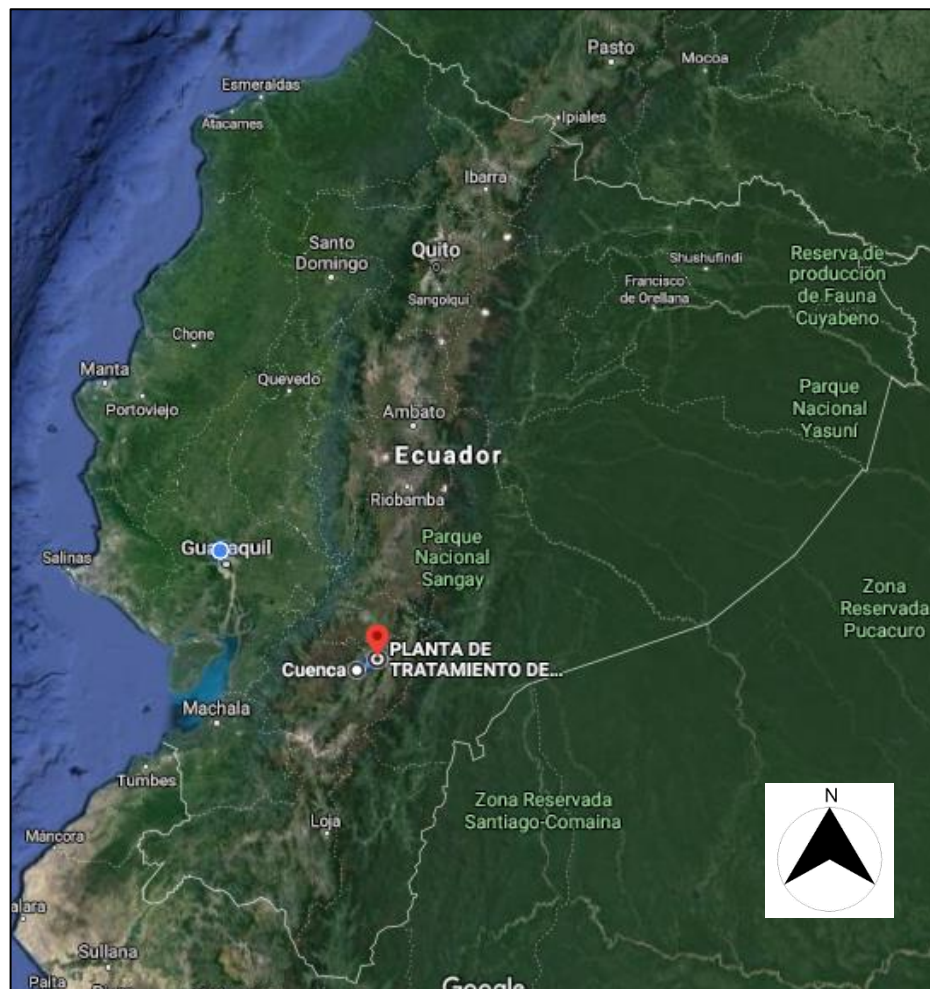 Pasto
Mocoa
Esmeraldas
Atacames
Ipiales
Ibarra
Santo
Domingo
Quito
Shushufindi
Reserva de
producción
de Fauna
Cuyabeno
Sangolquí
Francisco
de Orellana
Chone
Manta
Quevedo
Portoviejo
Parque
Nacional
Yasuní
Ambato
Ecuador
Riobamba
Parque
Nacional
Sangay
Salinas
Zona
Reservada
Pucacuro
PLANTA DE
TRATAMIENTO DE...
Cuenca
Machala
Tumbes
Zona Reservada
Santiago-Comaina
N
Loja
Máncora
alara
Sullana
Palta
Google